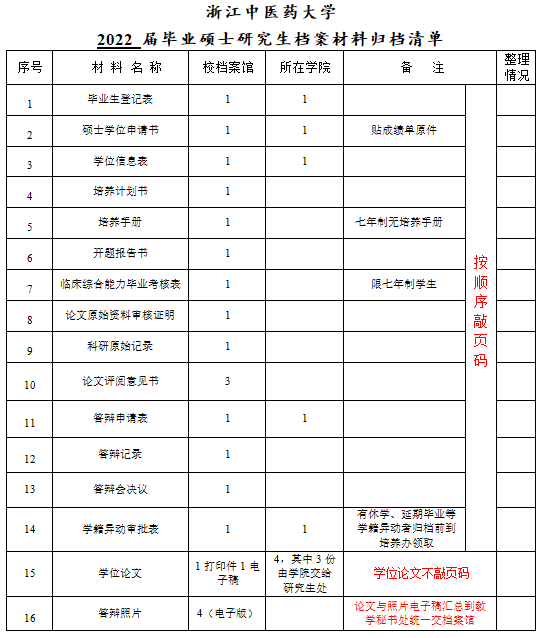 浙江中医药大学
2022 届毕业硕士研究生档案材料归档清单
序号 材 料 名 称 校档案馆 所在学院 备 注 整理情况
1 毕业生登记表 1 1
2 硕士学位申请书 1 1 贴成绩单原件
3 学位信息表 1 1
4 培养计划书 1
5 培养手册 1 七年制无培养手册
6 开题报告书 1
7 临床综合能力毕业考核表 1 限七年制学生
8 论文原始资料审核证明 1
9 科研原始记录 1
10 论文评阅意见书 3
11 答辩申请表 1 1
12 答辩记录 1
13 答辩会决议 1
14 学籍异动审批表 1 1 有休学、延期毕业等学籍异动者归档前到培养办领取
按顺序敲页码
15 学位论文 1 打印件 1 电子稿 4，其中 3 份由学院交给研究生处 学位论文不敲页码
16 答辩照片 4（电子版） 论文与照片电子稿汇总到教学秘书处统一交档案馆